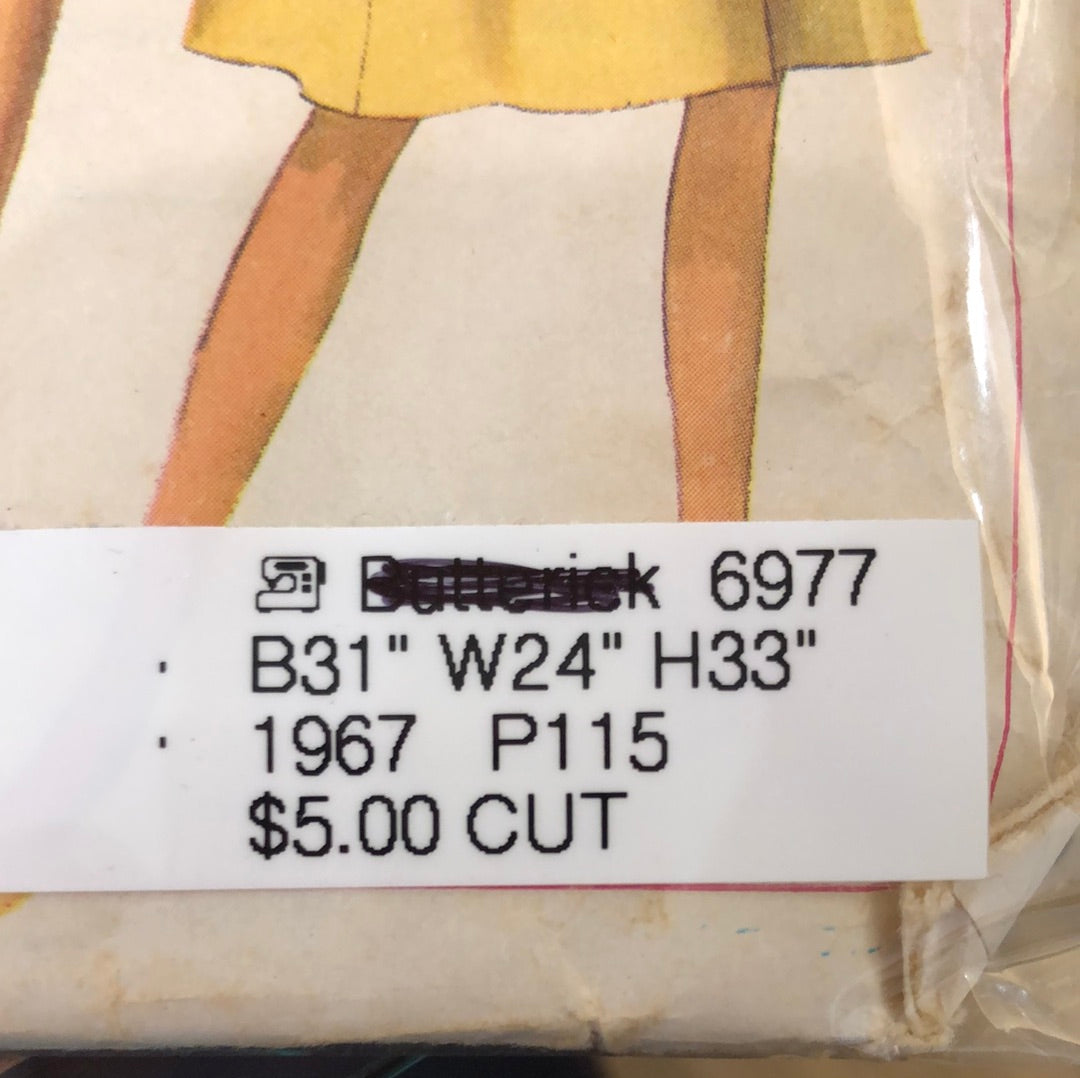 Butterick 6977
B31" W24" H33"
1967 P115
$5.00 CUT